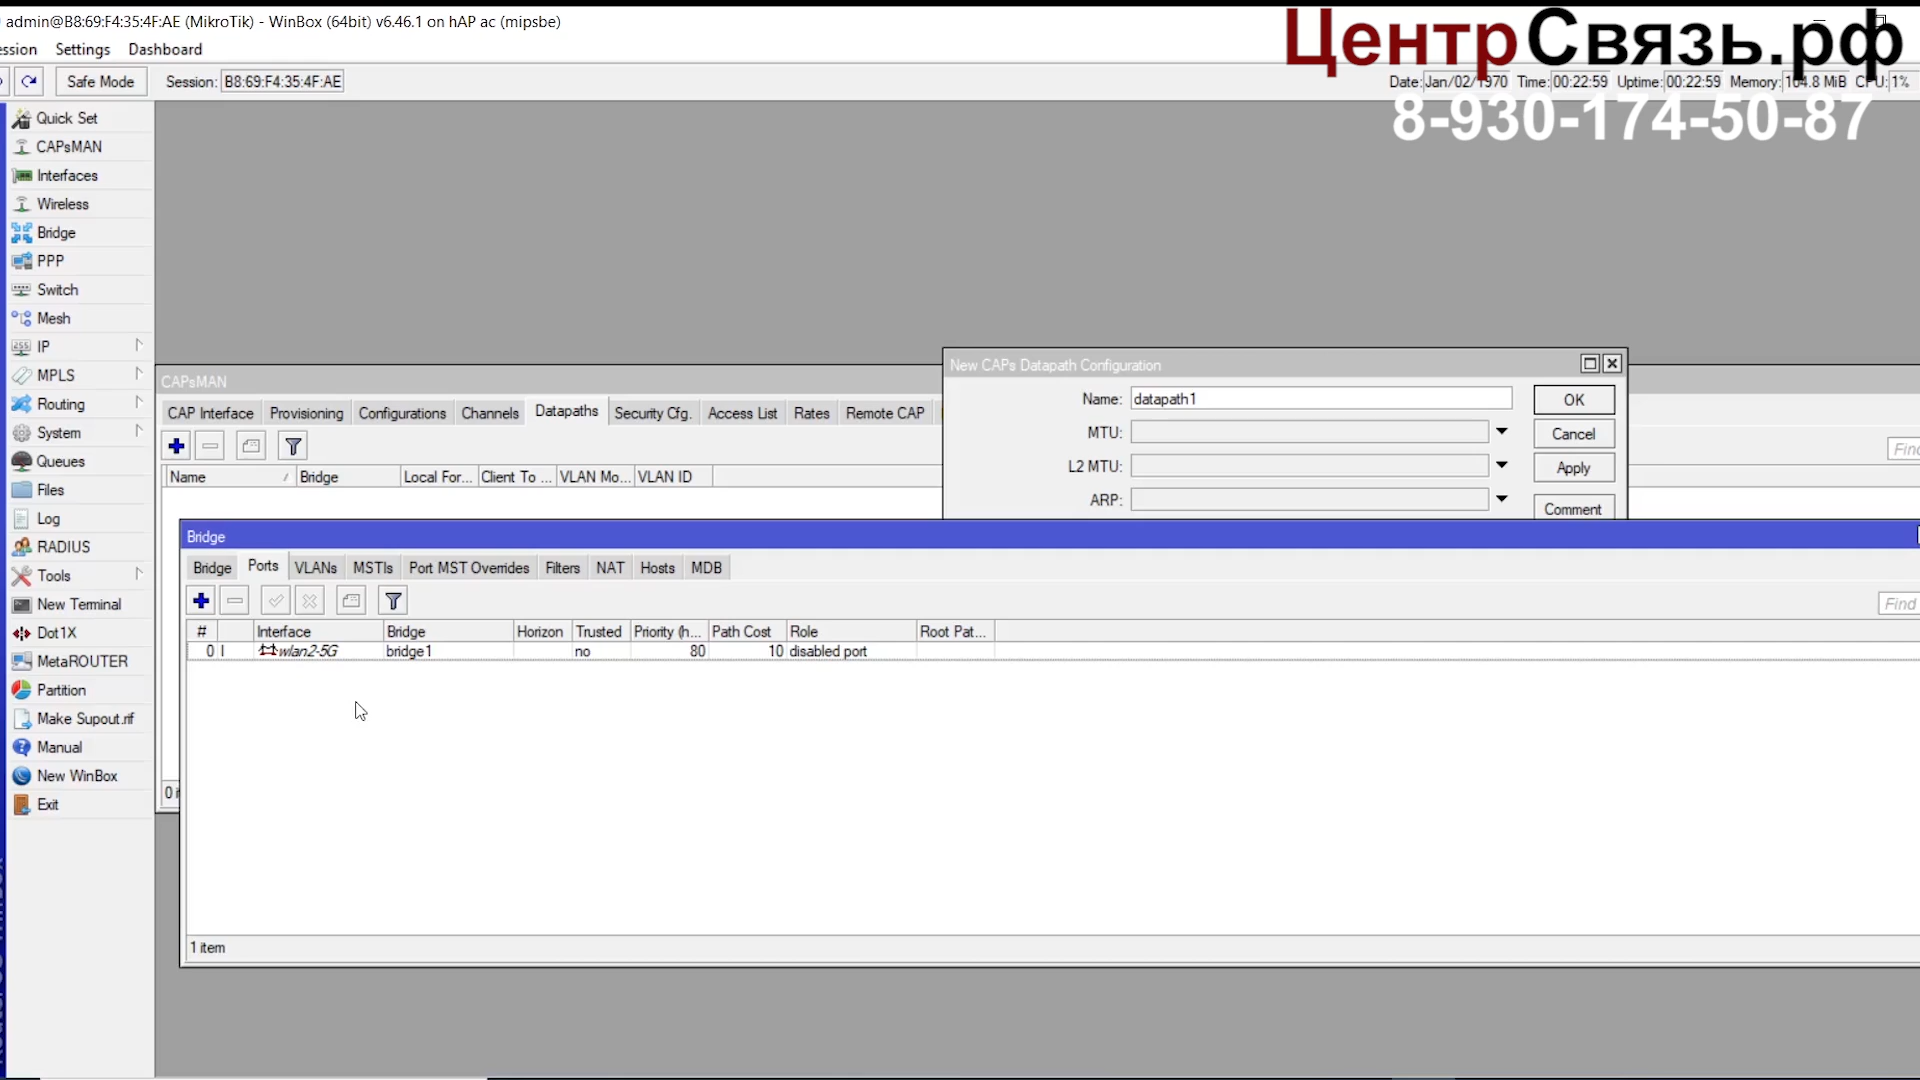 admin@B8:69:F4:35:4F:AE (MikroTik) - WinBox (64bit) v6.46.1 on hAP ac (mipsbe)
ЦентрСвязь.рф
ession Settings Dashboard
Safe Mode Session: B8:69:F4:35:4F:AE Date: Jan/02/1970 Time: 00:22:59 Uptime: 00:22:59 Memory: 104.8 MiB CPU: 1%
8-930-174-50-87
Quick Set
CAPsMAN
Interfaces
Wireless
Bridge
PPP
Switch
Mesh
IP
MPLS
Routing
System
Queues
Files
Log
RADIUS
Tools
New Terminal
Dot1X
MetaROUTER
Partition
Make Supout.rif
Manual
New WinBox
Exit
CAPsMAN
CAP Interface Provisioning Configurations Channels Datapaths Security Cfg. Access List Rates Remote CAP
Find
Name Bridge Local For... Client To ... VLAN Mo... VLAN ID
New CAPs Datapath Configuration
Name: datapath1 OK
MTU: Cancel
L2 MTU: Apply
ARP: Comment
Bridge
Bridge Ports VLANs MSTIs Port MST Overrides Filters NAT Hosts MDB
Find
# Interface Bridge Horizon Trusted Priority (h... Path Cost Role Root Pat...
0 I wlan2-5G bridge1 no 80 10 disabled port
1 item